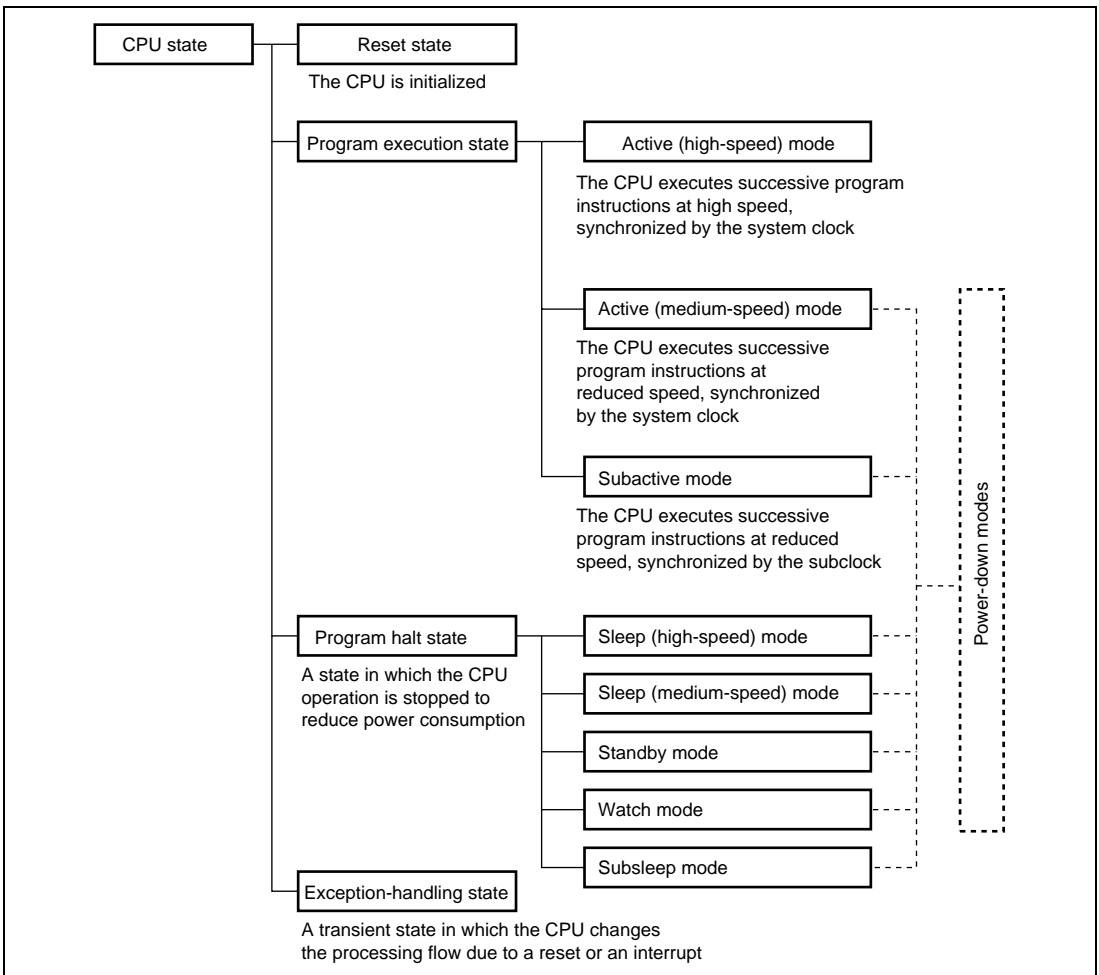 CPU state
Reset state
The CPU is initialized
Program execution state
Active (high-speed) mode
The CPU executes successive program
instructions at high speed,
synchronized by the system clock
Active (medium-speed) mode
The CPU executes successive
program instructions at
reduced speed, synchronized
by the system clock
Subactive mode
The CPU executes successive
program instructions at reduced
speed, synchronized by the subclock
Power-down modes
Program halt state
A state in which the CPU
operation is stopped to
reduce power consumption
Sleep (high-speed) mode
Sleep (medium-speed) mode
Standby mode
Watch mode
Subsleep mode
Exception-handling state
A transient state in which the CPU changes
the processing flow due to a reset or an interrupt